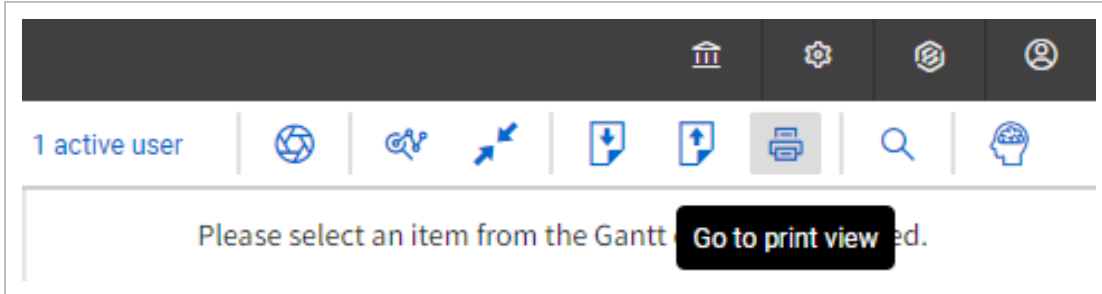 1 active user
Please select an item from the Gantt
Go to print view
ed.